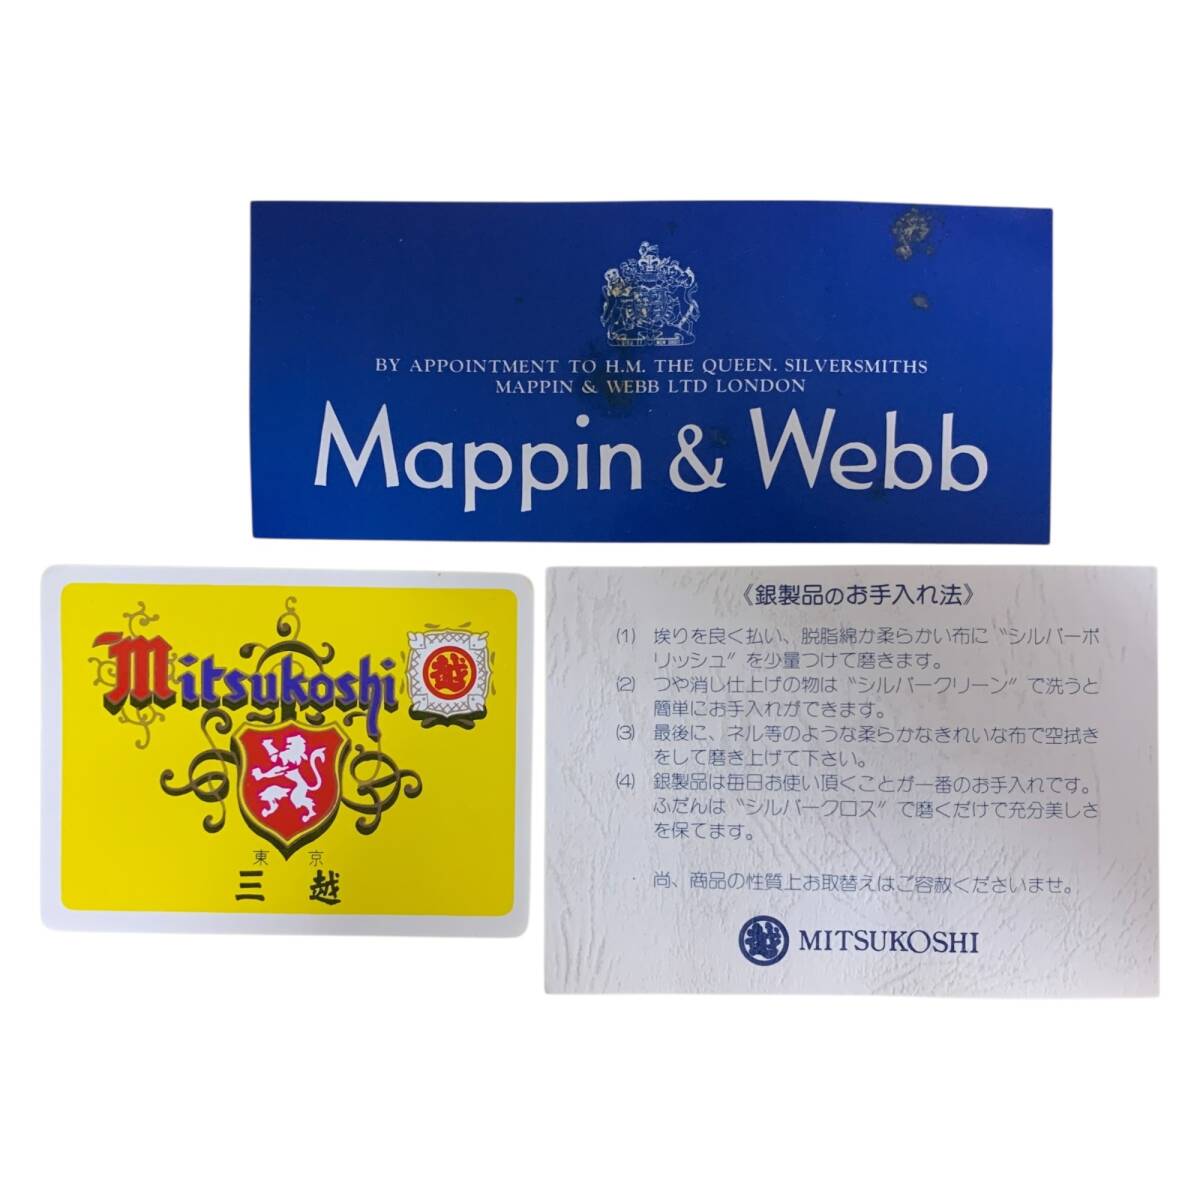 BY APPOINTMENT TO H.M. THE QUEEN. SILVERSMITHS
MAPPIN & WEBB LTD LONDON
Mappin & Webb
Mitsukoshi
越
東京
三越
《銀製品のお手入れ法》
(1) 埃りを良く払い、脱脂綿か柔らかい布に〝シルバーポ
リッシュ〟を少量つけて磨きます。
(2) つや消し仕上げの物は〝シルバークリーン〟で洗うと
簡単にお手入れができます。
(3) 最後に、ネル等のような柔らかなきれいな布で空拭き
をして磨き上げて下さい。
(4) 銀製品は毎日お使い頂くことが一番のお手入れです。
ふだんは〝シルバークロス〟で磨くだけで充分美しさ
を保てます。
尚、商品の性質上お取替えはご容赦くださいませ。
越 MITSUKOSHI